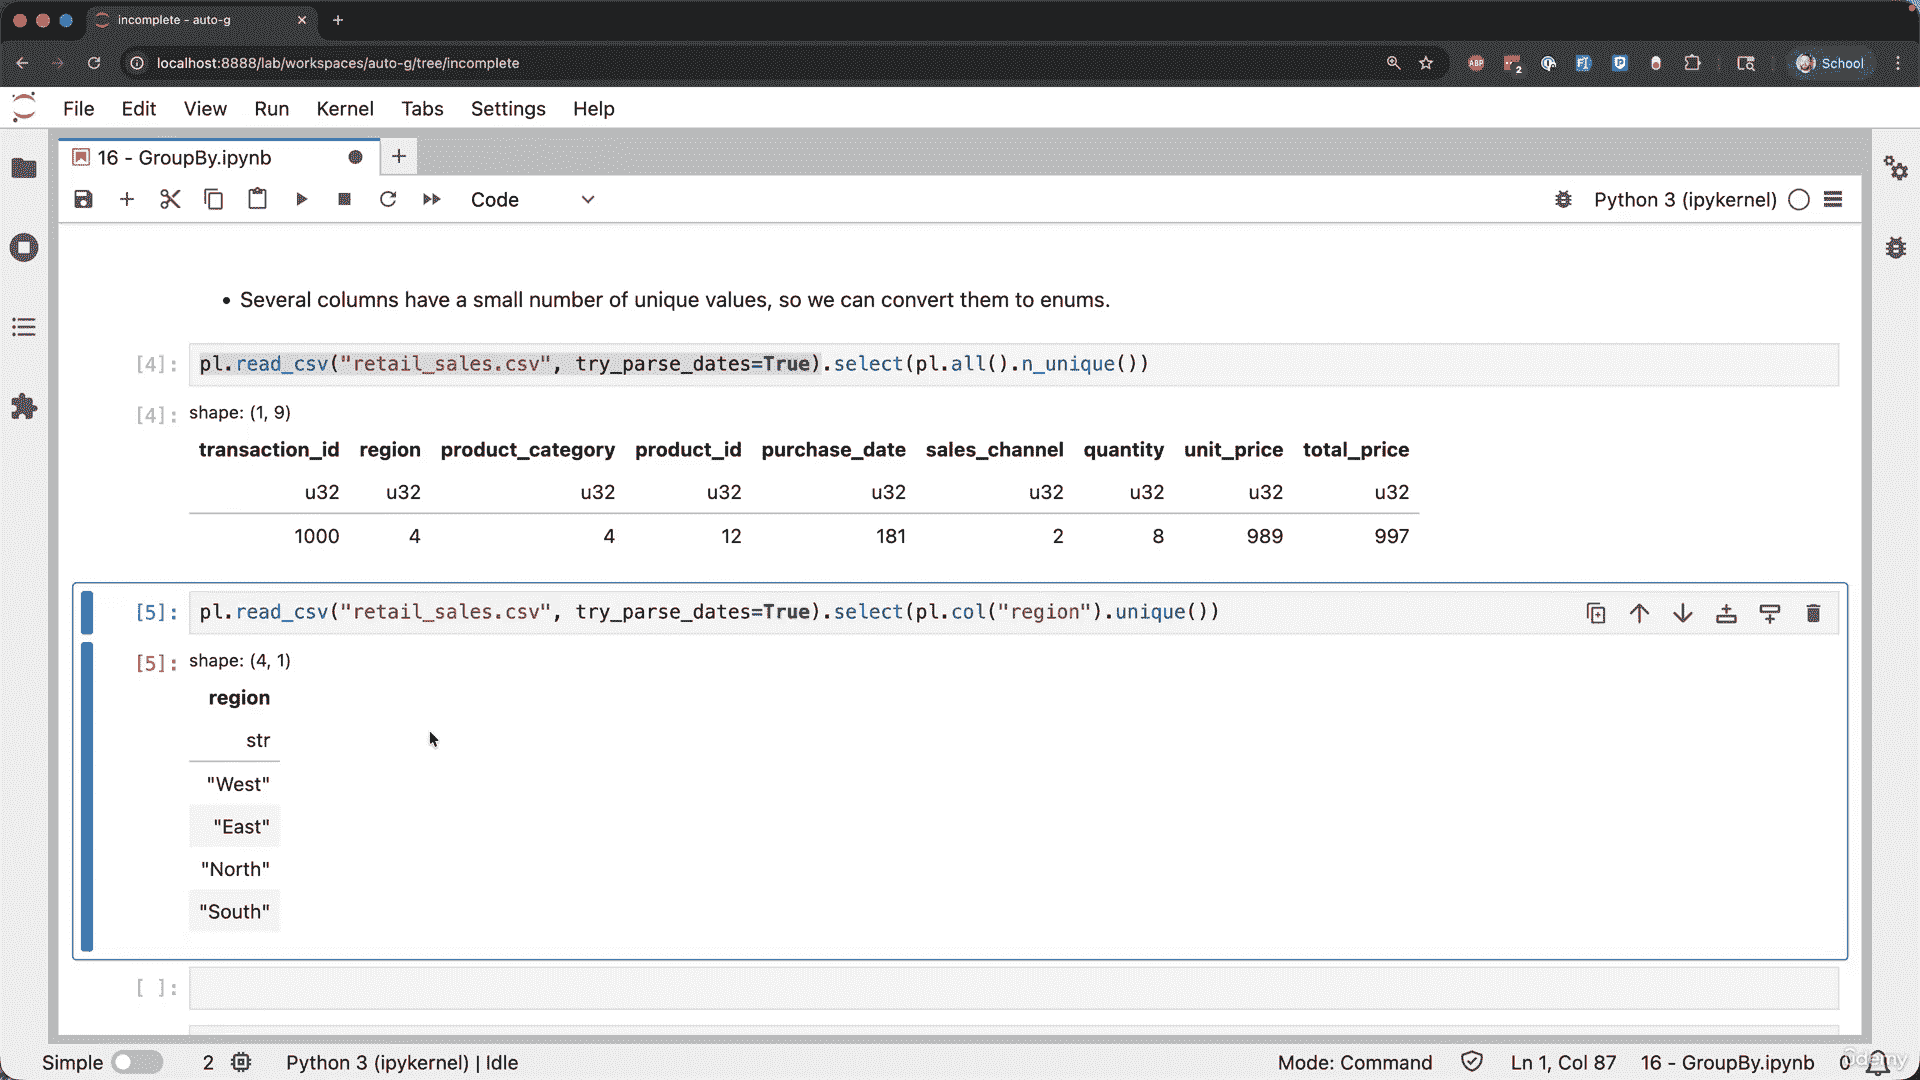 incomplete - auto-g
localhost:8888/lab/workspaces/auto-g/tree/incomplete
ABP
2
School
File Edit View Run Kernel Tabs Settings Help
16 - GroupBy.ipynb
Code
Python 3 (ipykernel)
Several columns have a small number of unique values, so we can convert them to enums.
[4]: pl.read_csv("retail_sales.csv", try_parse_dates=True).select(pl.all().n_unique())
[4]: shape: (1, 9)
transaction_id region product_category product_id purchase_date sales_channel quantity unit_price total_price
u32 u32 u32 u32 u32 u32 u32 u32 u32
1000 4 4 12 181 2 8 989 997
[5]: pl.read_csv("retail_sales.csv", try_parse_dates=True).select(pl.col("region").unique())
[5]: shape: (4, 1)
region
str
"West"
"East"
"North"
"South"
[ ]:
Simple 2 Python 3 (ipykernel) | Idle Mode: Command Ln 1, Col 87 16 - GroupBy.ipynb 0
udemy